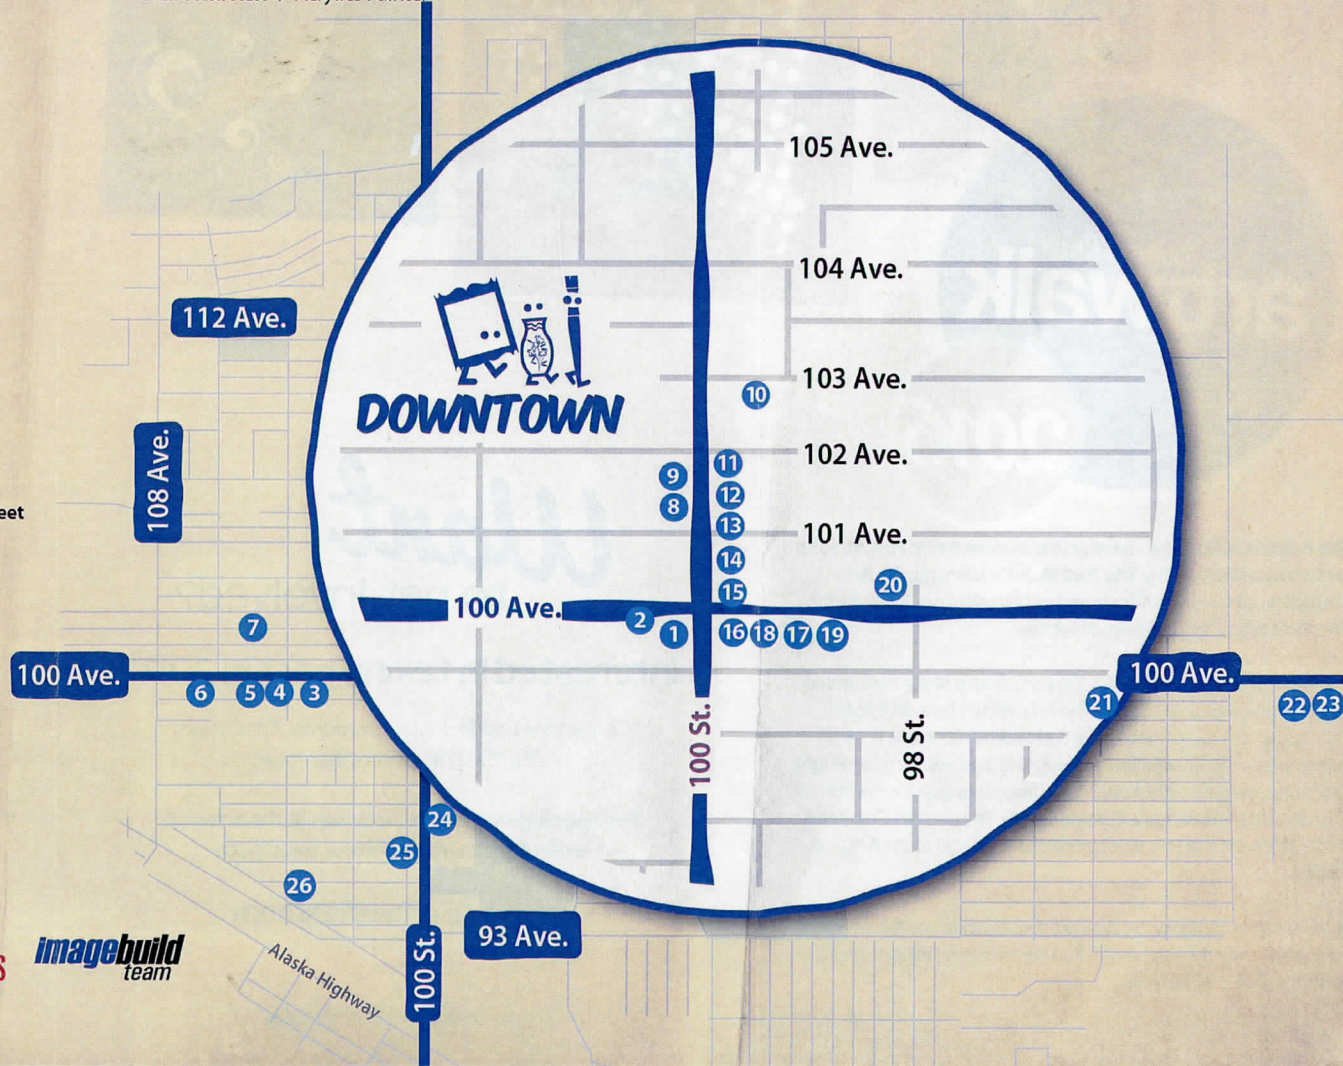 105 Ave.
104 Ave.
112 Ave.
103 Ave.
10
DOWNTOWN
102 Ave.
11
9
12
8
108 Ave.
eet
13
101 Ave.
14
20
15
100 Ave.
2
1
16 18 17 19
7
100 Ave.
6 5 4 3
100 Ave.
21
22 23
100 St.
98 St.
24
25
26
93 Ave.
imagebuild
team
S
Alaska Highway
100 St.